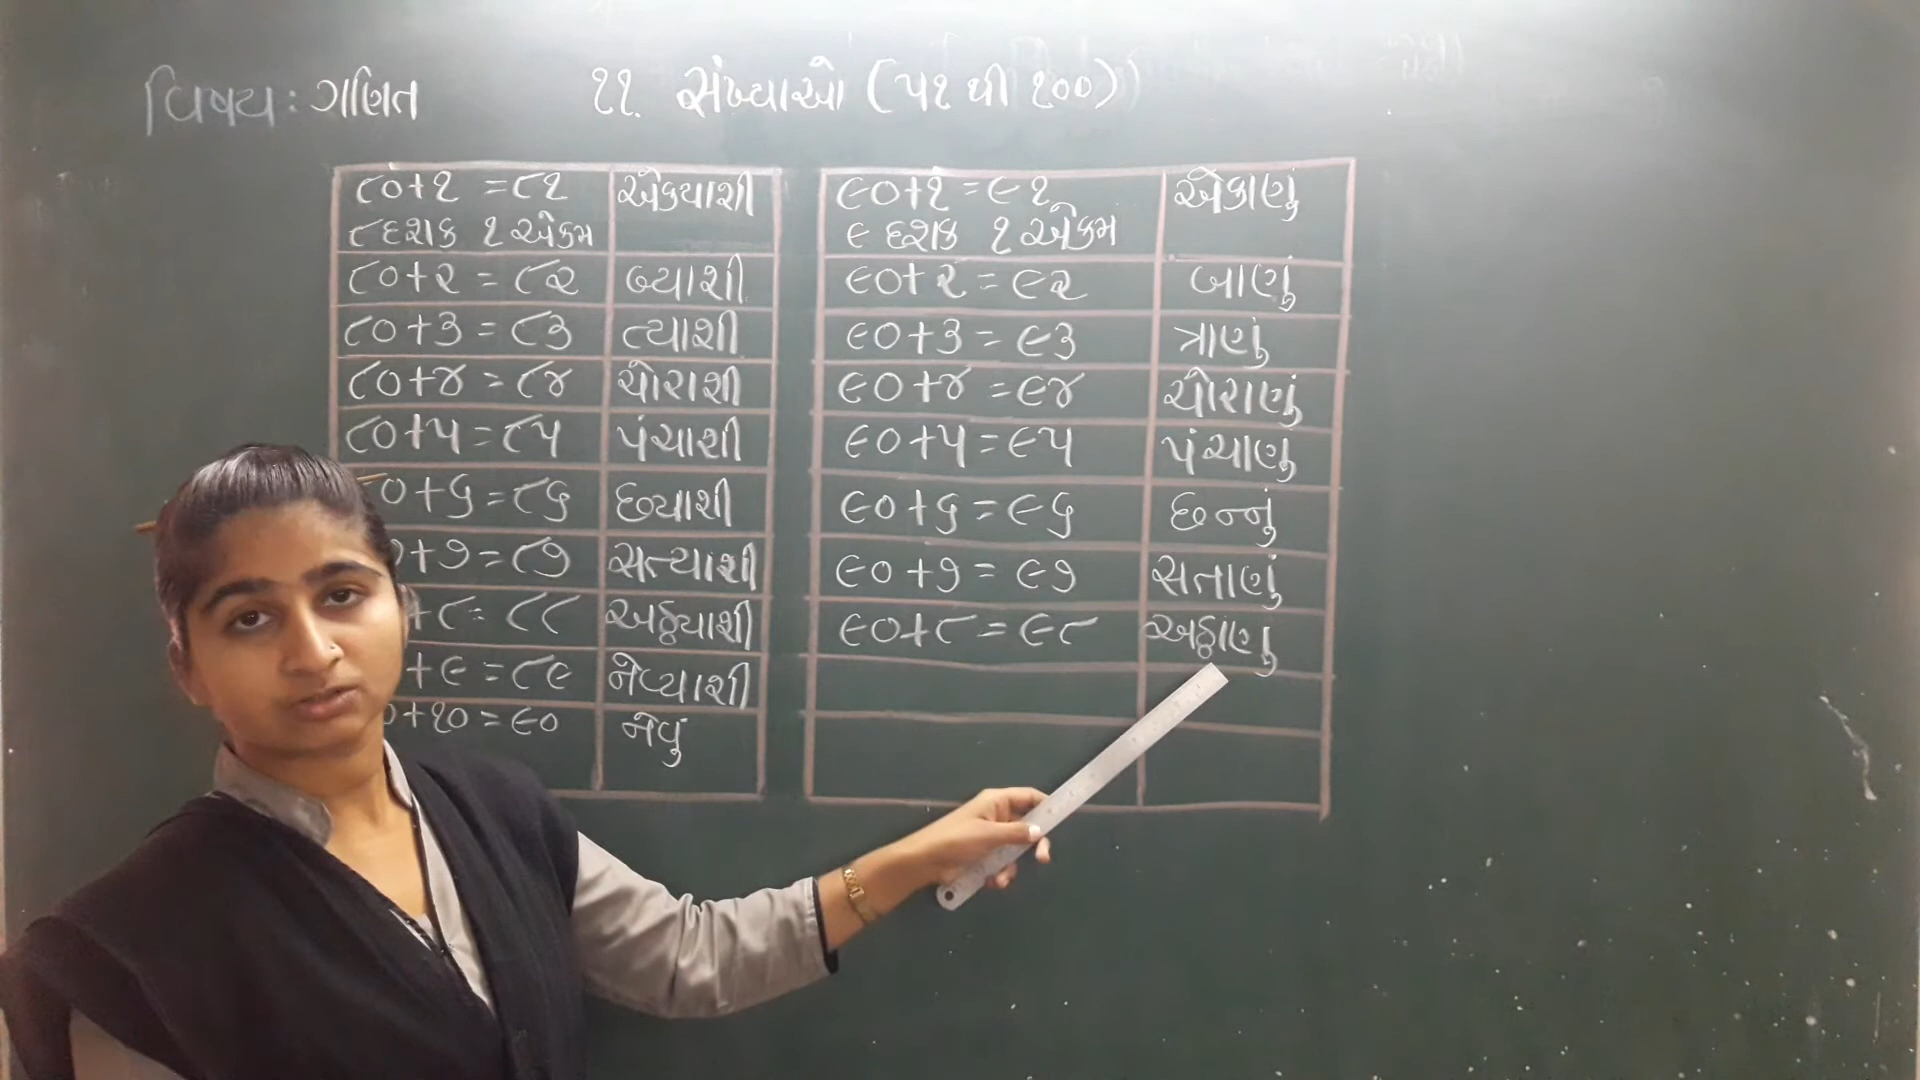 વિષય: ગણિત
૧૧. સંખ્યાઓ (૫૧ થી ૧૦૦)
૮૦+૧ =૮૧ એક્યાશી
૮દશક ૧ એકમ
૮૦+૨ = ૮૨ બ્યાશી
૮૦+૩ = ૮૩ ત્યાશી
૮૦+૪ = ૮૪ ચોરાશી
૮૦+૫ = ૮૫ પંચાશી
૦+૬ = ૮૬ છયાશી
+૭ = ૮૭ સત્યાશી
+૮ = ૮૮ અઠ્ઠયાશી
+૯ = ૮૯ નેવ્યાશી
૦+૧૦ = ૯૦ નેવું
૯૦+૧ = ૯૧ એકાણું
૯ દશક ૧ એકમ
૯૦+૨ = ૯૨ બાણું
૯૦+૩ = ૯૩ ત્રાણું
૯૦+૪ = ૯૪ ચોરાણું
૯૦+૫ = ૯૫ પંચાણુ
૯૦+૬ = ૯૬ છન્નું
૯૦+૭ = ૯૭ સતાણું
૯૦+૮ = ૯૮ અઠ્ઠાણુ